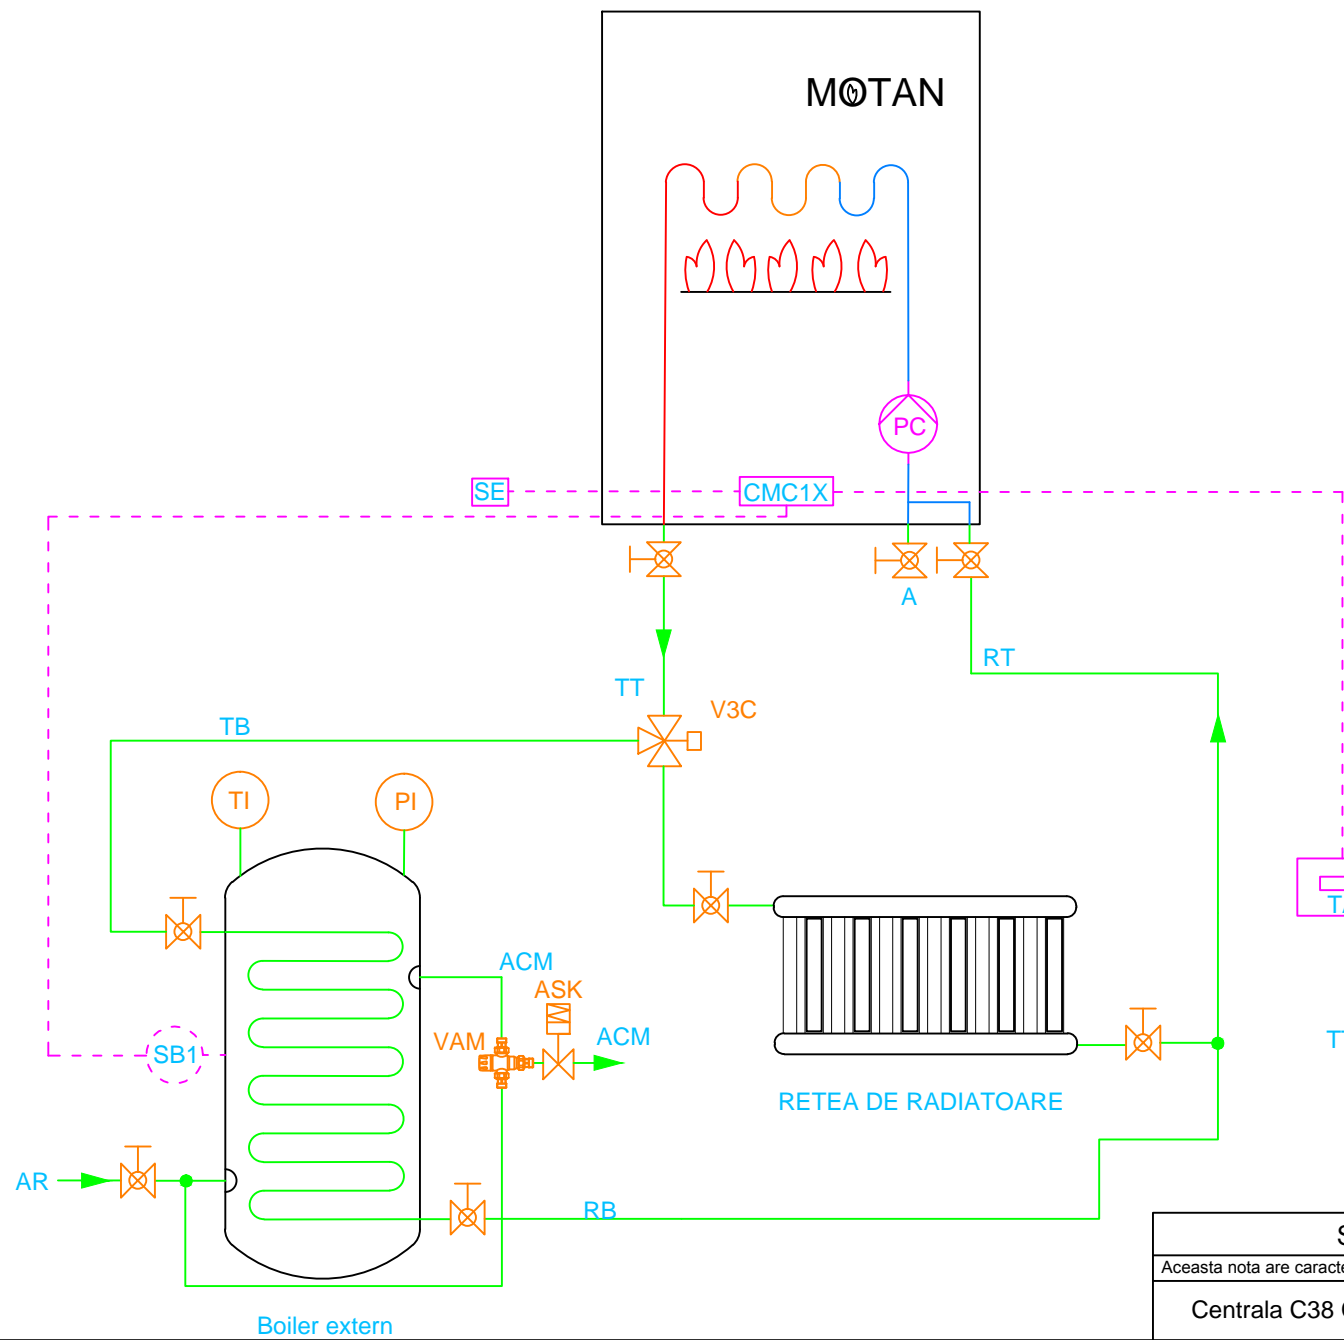 MOTAN
PC
SE
CMC1X
A
RT
TT
V3C
TB
TI
PI
ACM
ASK
VAM
ACM
SB1
RETEA DE RADIATOARE
AR
RB
Boiler extern
Aceasta nota are
Centrala C38